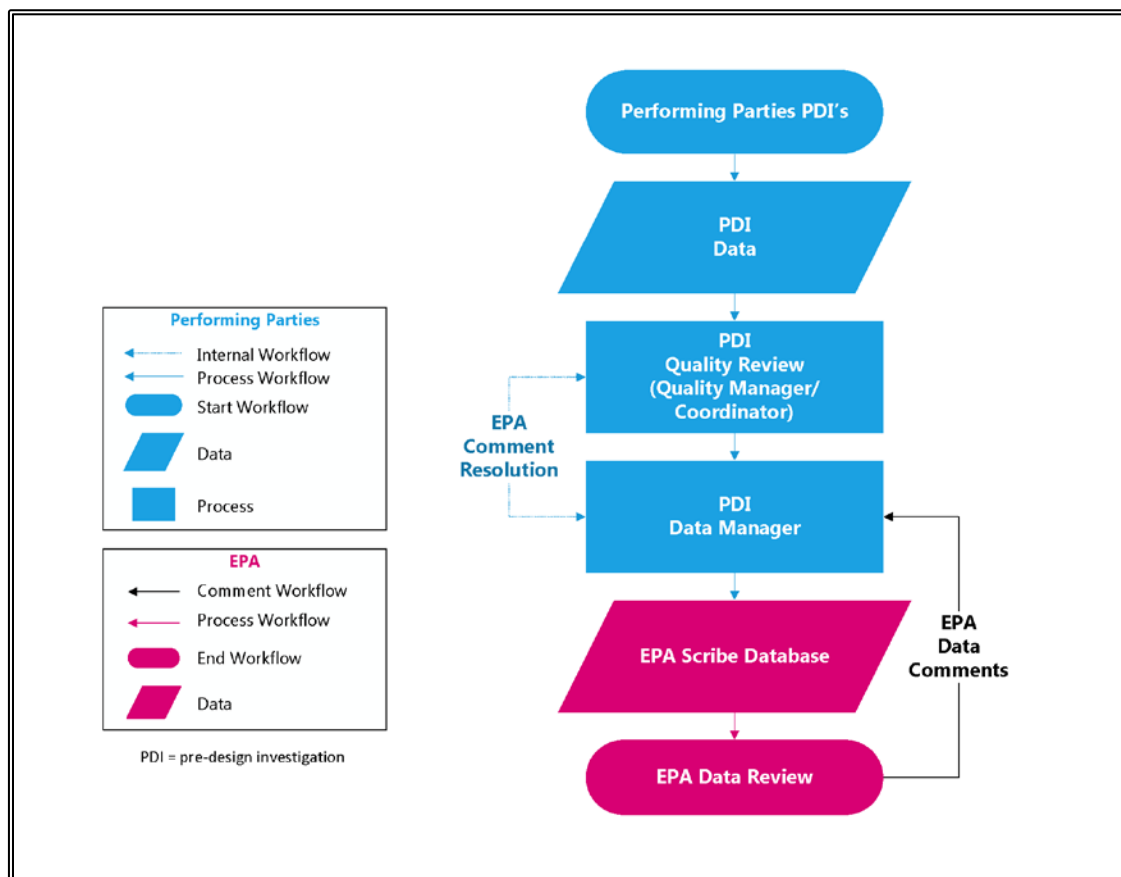 Performing Parties PDI's
PDI
Data
PDI
Quality Review
(Quality Manager/
Coordinator)
EPA
Comment
Resolution
PDI
Data Manager
EPA Scribe Database
EPA
Data
Comments
EPA Data Review
Performing Parties
Internal Workflow
Process Workflow
Start Workflow
Data
Process
EPA
Comment Workflow
Process Workflow
End Workflow
Data
PDI = pre-design investigation